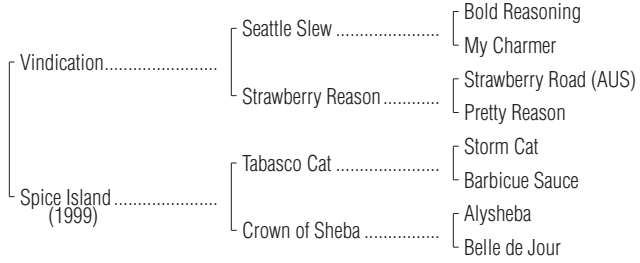 Bold Reasoning
Seattle Slew ....................
My Charmer
Vindication......................
Strawberry Road (AUS)
Strawberry Reason ...........
Pretty Reason
Storm Cat
Tabasco Cat ....................
Barbicue Sauce
Spice Island ....................
(1999)
Alysheba
Crown of Sheba ...............
Belle de Jour